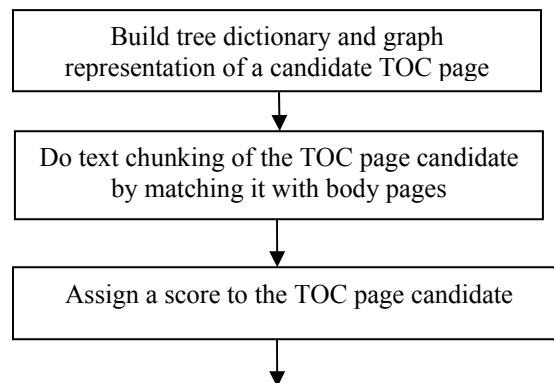 Build tree dictionary and graph
representation of a candidate TOC page
Do text chunking of the TOC page candidate
by matching it with body pages
Assign a score to the TOC page candidate